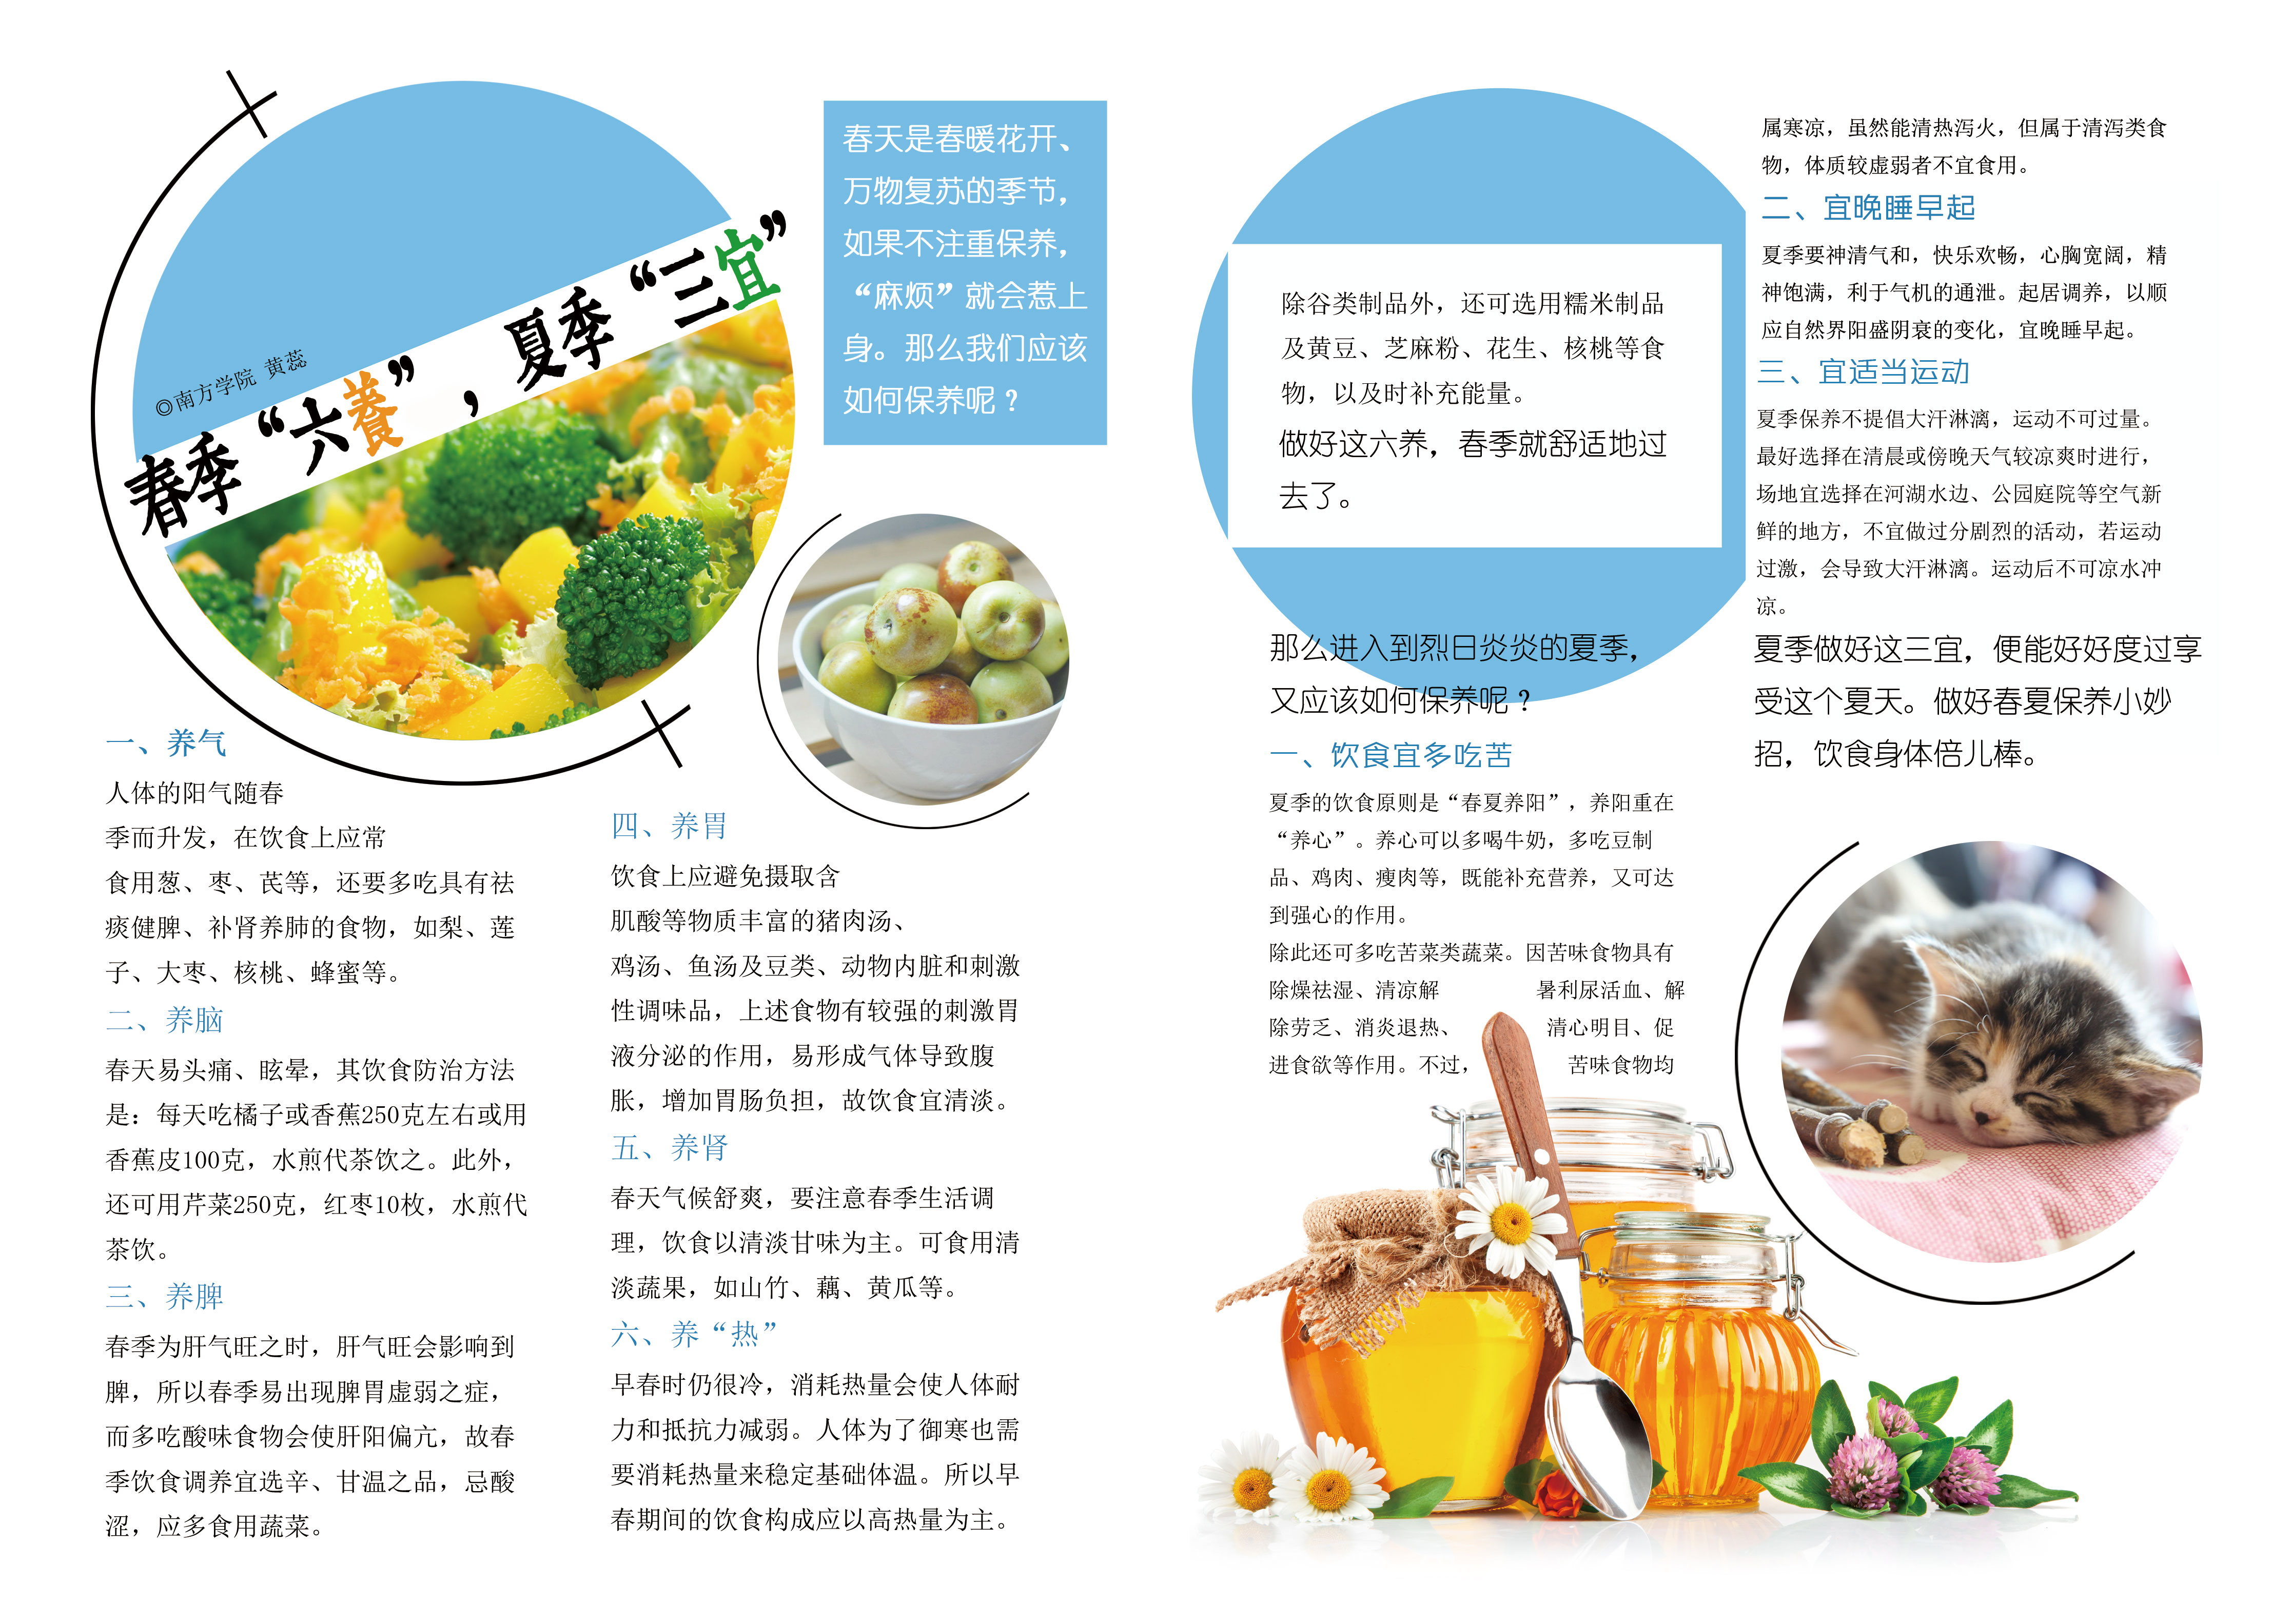 ◎南方学院 黄蕊
春季“六養”，夏季“三宜”
春天是春暖花开、
万物复苏的季节，
如果不注重保养，
“麻烦”就会惹上
身。那么我们应该
如何保养呢？
一、养气
人体的阳气随春
季而升发，在饮食上应常
食用葱、枣、芪等，还要多吃具有祛
痰健脾、补肾养肺的食物，如梨、莲
子、大枣、核桃、蜂蜜等。
二、养脑
春天易头痛、眩晕，其饮食防治方法
是：每天吃橘子或香蕉250克左右或用
香蕉皮100克，水煎代茶饮之。此外，
还可用芹菜250克，红枣10枚，水煎代
茶饮。
三、养脾
春季为肝气旺之时，肝气旺会影响到
脾，所以春季易出现脾胃虚弱之症，
而多吃酸味食物会使肝阳偏亢，故春
季饮食调养宜选辛、甘温之品，忌酸
涩，应多食用蔬菜。
四、养胃
饮食上应避免摄取含
肌酸等物质丰富的猪肉汤、
鸡汤、鱼汤及豆类、动物内脏和刺激
性调味品，上述食物有较强的刺激胃
液分泌的作用，易形成气体导致腹
胀，增加胃肠负担，故饮食宜清淡。
五、养肾
春天气候舒爽，要注意春季生活调
理，饮食以清淡甘味为主。可食用清
淡蔬果，如山竹、藕、黄瓜等。
六、养“热”
早春时仍很冷，消耗热量会使人体耐
力和抵抗力减弱。人体为了御寒也需
要消耗热量来稳定基础体温。所以早
春期间的饮食构成应以高热量为主。
除谷类制品外，还可选用糯米制品
及黄豆、芝麻粉、花生、核桃等食
物，以及时补充能量。
做好这六养，春季就舒适地过
去了。
那么进入到烈日炎炎的夏季，
又应该如何保养呢？
一、饮食宜多吃苦
夏季的饮食原则是“春夏养阳”，养阳重在
“养心”。养心可以多喝牛奶，多吃豆制
品、鸡肉、瘦肉等，既能补充营养，又可达
到强心的作用。
除此还可多吃苦菜类蔬菜。因苦味食物具有
除燥祛湿、清凉解暑利尿活血、解
除劳乏、消炎退热、清心明目、促
进食欲等作用。不过，苦味食物均
属寒凉，虽然能清热泻火，但属于清泻类食
物，体质较虚弱者不宜食用。
二、宜晚睡早起
夏季要神清气和，快乐欢畅，心胸宽阔，精
神饱满，利于气机的通泄。起居调养，以顺
应自然界阳盛阴衰的变化，宜晚睡早起。
三、宜适当运动
夏季保养不提倡大汗淋漓，运动不可过量。
最好选择在清晨或傍晚天气较凉爽时进行，
场地宜选择在河湖水边、公园庭院等空气新
鲜的地方，不宜做过分剧烈的活动，若运动
过激，会导致大汗淋漓。运动后不可凉水冲
凉。
夏季做好这三宜，便能好好度过享
受这个夏天。做好春夏保养小妙
招，饮食身体倍儿棒。